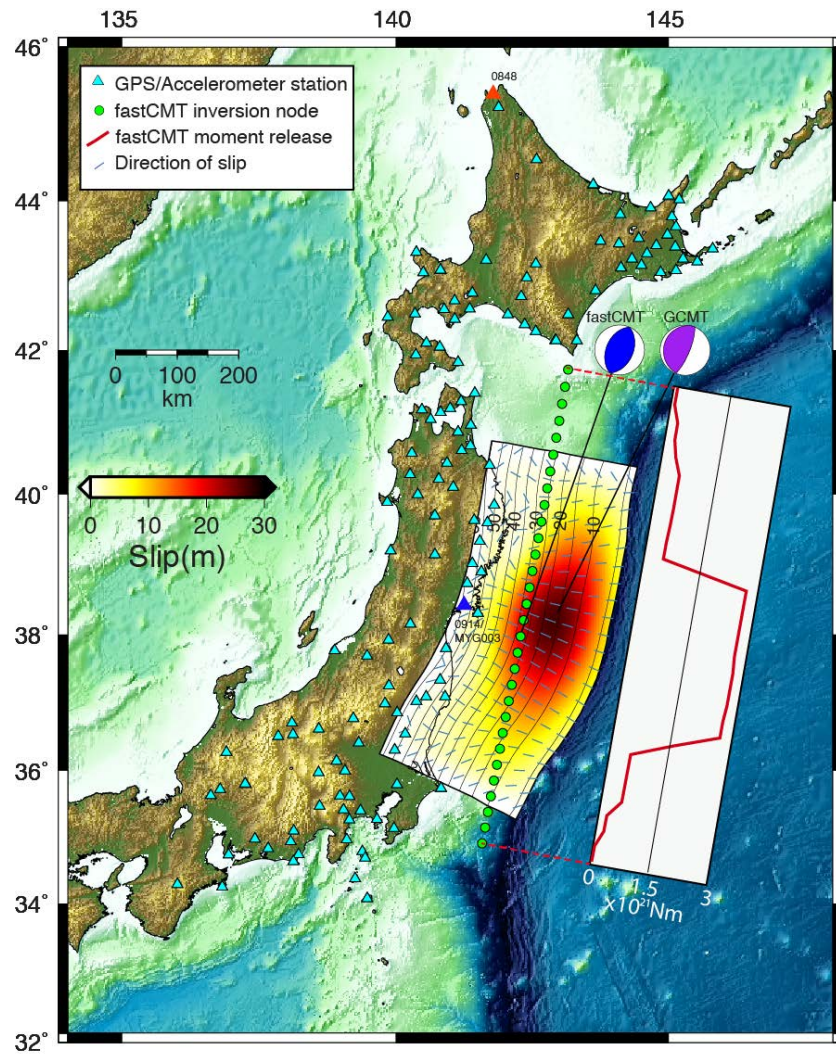 135 140 145
46°
GPS/Accelerometer station
fastCMT inversion node
fastCMT moment release
Direction of slip
0848
44°
fastCMT GCMT
42°
0 100 200
km
40°
50 40 30 20 10
0 10 20 30
Slip(m)
38°
0914/
MYG003
36°
0 1.5 3
x10²¹Nm
34°
32°